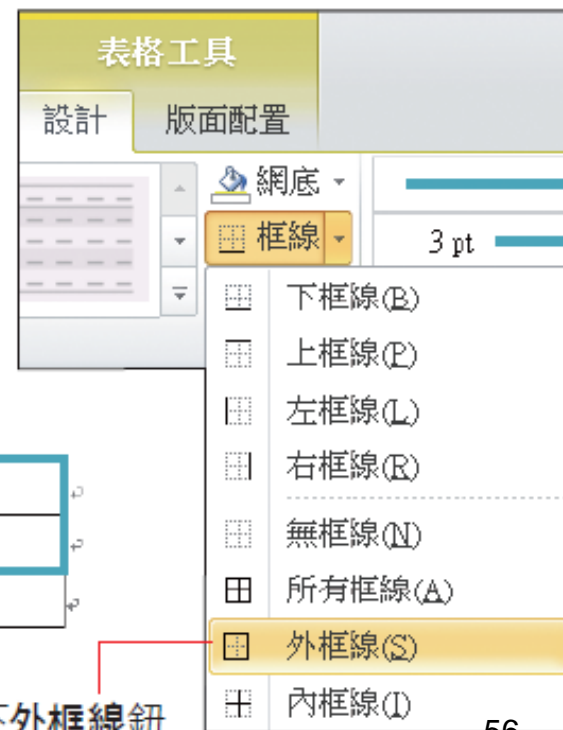 表格工具
設計 版面配置
網底
框線 3 pt
下框線(B)
上框線(P)
左框線(L)
右框線(R)
無框線(N)
所有框線(A)
外框線(S)
內框線(I)
外框線鈕